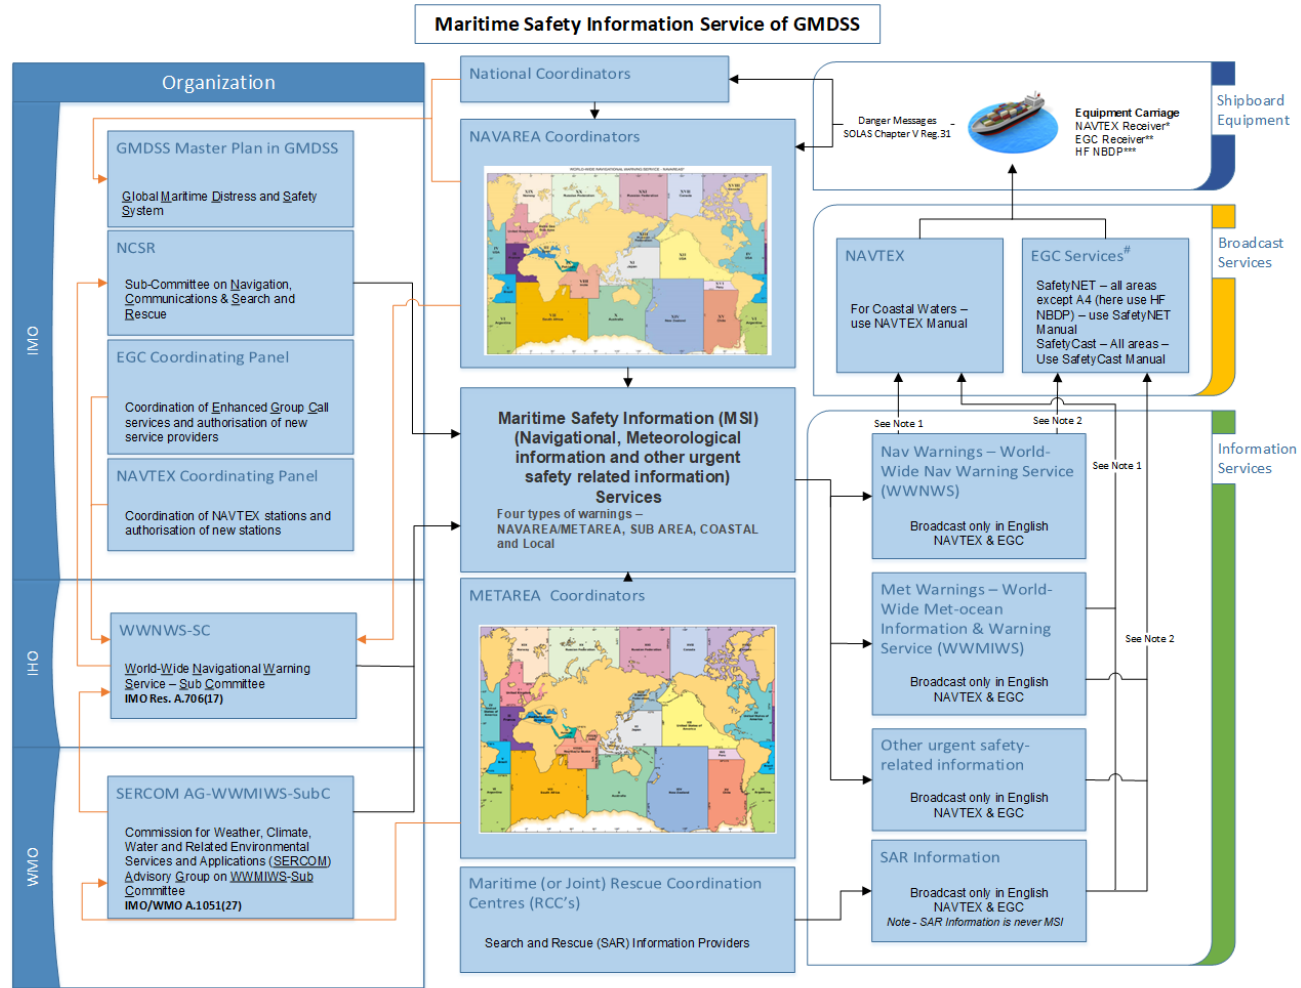 Maritime Safety Information Service of GMDSS
Organization
IMO
GMDSS Master Plan in GMDSS
Global Maritime Distress and Safety
System
NCSR
Sub-Committee on Navigation,
Communications & Search and
Rescue
EGC Coordinating Panel
Coordination of Enhanced Group Call
services and authorisation of new
service providers
NAVTEX Coordinating Panel
Coordination of NAVTEX stations and
authorisation of new stations
IHO
WWNWS-SC
World-Wide Navigational Warning
Service – Sub Committee
IMO Res. A.706(17)
WMO
SERCOM AG-WWMIWS-SubC
Commission for Weather, Climate,
Water and Related Environmental
Services and Applications (SERCOM)
Advisory Group on WWMIWS-Sub
Committee
IMO/WMO A.1051(27)
National Coordinators
NAVAREA Coordinators
WORLD-WIDE NAVIGATIONAL WARNING SERVICE - NAVAREAS
Maritime Safety Information (MSI)
(Navigational, Meteorological
information and other urgent
safety related information)
Services
Four types of warnings –
NAVAREA/METAREA, SUB AREA, COASTAL
and Local
METAREA Coordinators
Maritime (or Joint) Rescue Coordination
Centres (RCC's)
Search and Rescue (SAR) Information Providers
Danger Messages -
SOLAS Chapter V Reg.31
Equipment Carriage
NAVTEX Receiver*
EGC Receiver**
HF NBDP***
Shipboard
Equipment
NAVTEX
For Coastal Waters –
use NAVTEX Manual
EGC Services#
SafetyNET – all areas
except A4 (here use HF
NBDP) – use SafetyNET
Manual
SafetyCast – All areas –
Use SafetyCast Manual
Broadcast
Services
See Note 1
See Note 2
See Note 1
See Note 2
Nav Warnings – World-
Wide Nav Warning Service
(WWNWS)
Broadcast only in English
NAVTEX & EGC
Met Warnings – World-
Wide Met-ocean
Information & Warning
Service (WWMIWS)
Broadcast only in English
NAVTEX & EGC
Other urgent safety-
related information
Broadcast only in English
NAVTEX & EGC
SAR Information
Broadcast only in English
NAVTEX & EGC
Note - SAR Information is never MSI
Information
Services